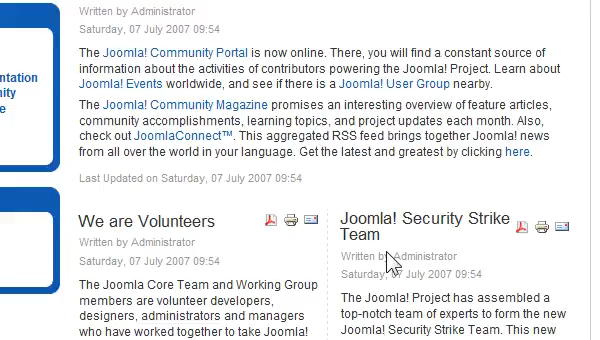 Written by Administrator
Saturday, 07 July 2007 09:54
The Joomla! Community Portal is now online. There, you will find a constant source of
information about the activities of contributors powering the Joomla! Project. Learn about
Joomla! Events worldwide, and see if there is a Joomla! User Group nearby.
The Joomla! Community Magazine promises an interesting overview of feature articles,
community accomplishments, learning topics, and project updates each month. Also,
check out JoomlaConnect™. This aggregated RSS feed brings together Joomla! news
from all over the world in your language. Get the latest and greatest by clicking here.
Last Updated on Saturday, 07 July 2007 09:54
We are Volunteers
Written by Administrator
Saturday, 07 July 2007 09:54
The Joomla Core Team and Working Group
members are volunteer developers,
designers, administrators and managers
who have worked together to take Joomla!
Joomla! Security Strike
Team
Written by Administrator
Saturday, 07 July 2007 09:54
The Joomla! Project has assembled a
top-notch team of experts to form the new
Joomla! Security Strike Team. This new